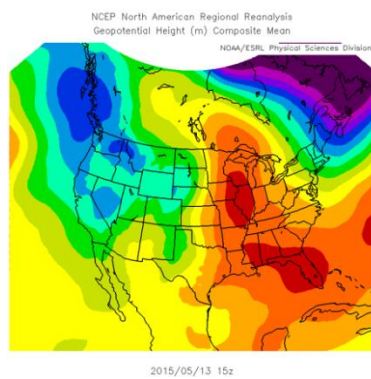 NCEP North American Regional Reanalysis
Geopotential Height (m) Composite Mean
NOAA/ESRL Physical Sciences Division
2015/05/13 15z